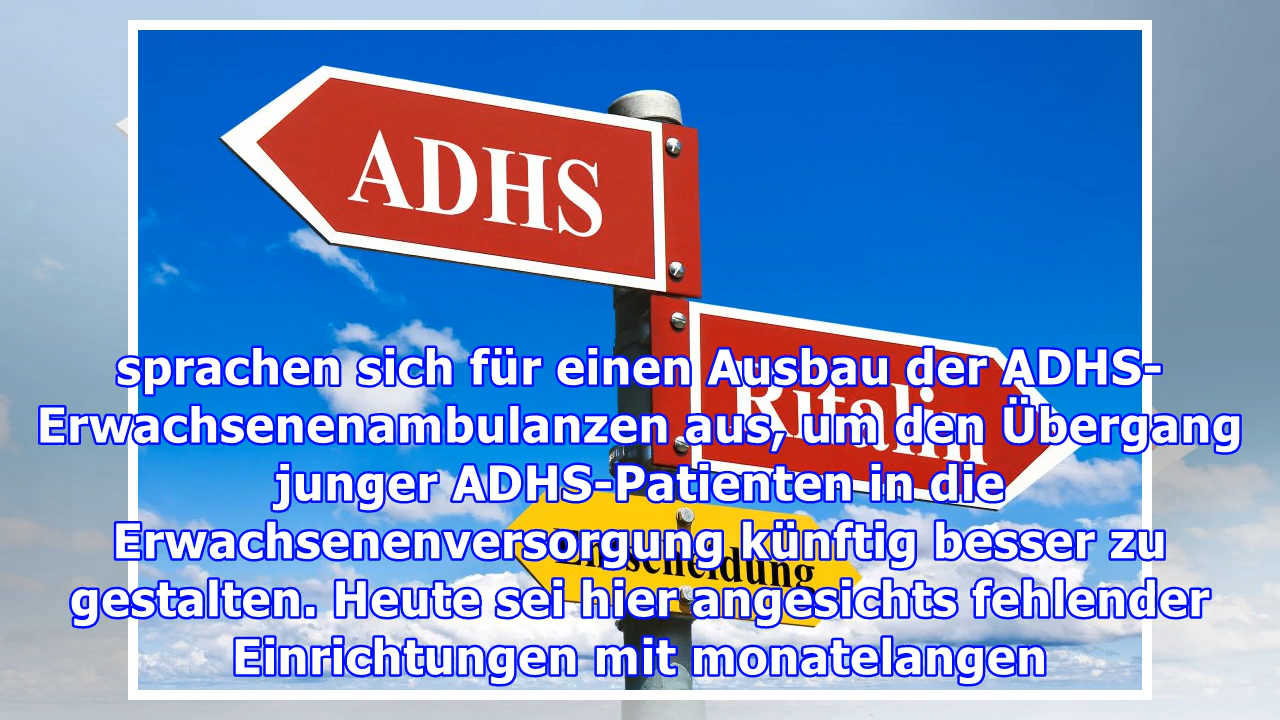 ADHS
Ritalin
Entscheidung
sprachen sich für einen Ausbau der ADHS-
Erwachsenenambulanzen aus, um den Übergang
junger ADHS-Patienten in die
Erwachsenenversorgung künftig besser zu
gestalten. Heute sei hier angesichts fehlender
Einrichtungen mit monatelangen